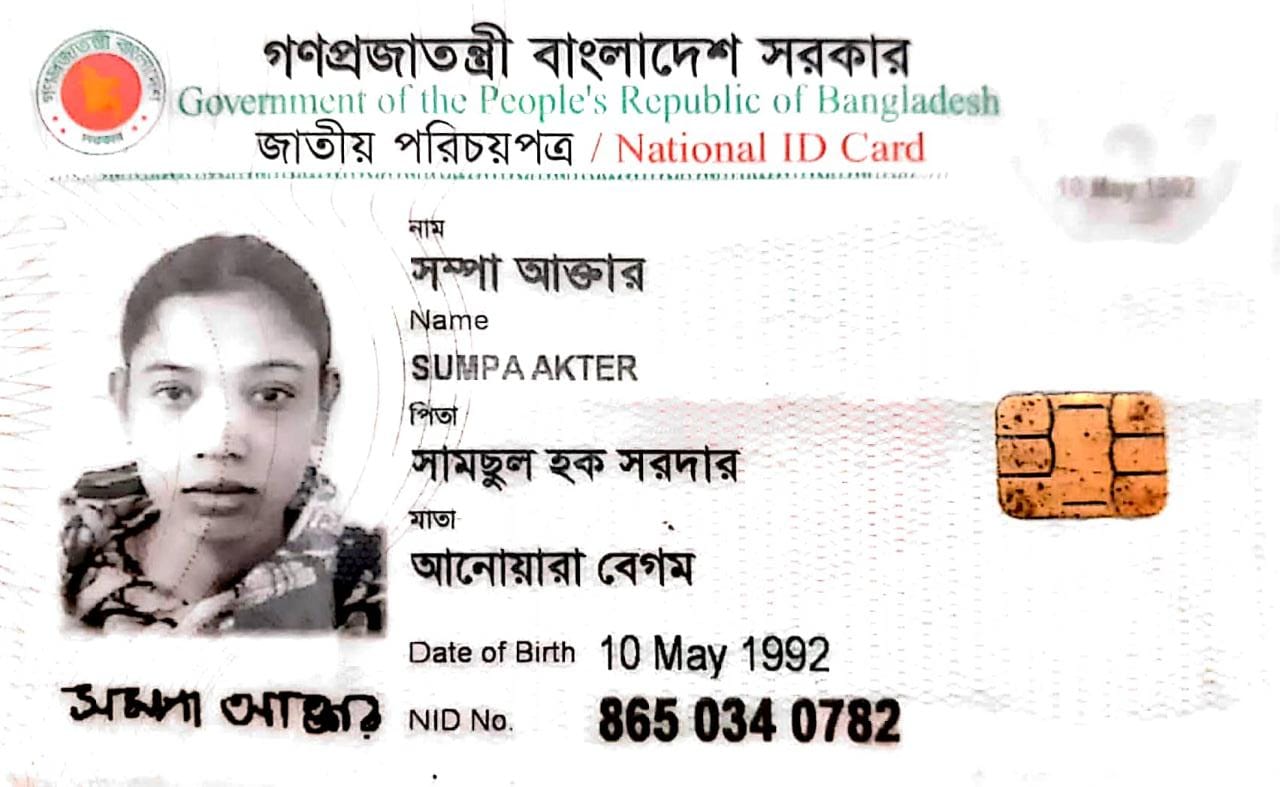 গণপ্রজাতন্ত্রী বাংলাদেশ সরকার
Government of the People's Republic of Bangladesh
জাতীয় পরিচয়পত্র / National ID Card
10 May 1992
নাম
সম্পা আক্তার
Name
SUMPA AKTER
পিতা
সামছুল হক সরদার
মাতা
আনোয়ারা বেগম
Date of Birth 10 May 1992
সম্পা আক্তার
NID No. 865 034 0782